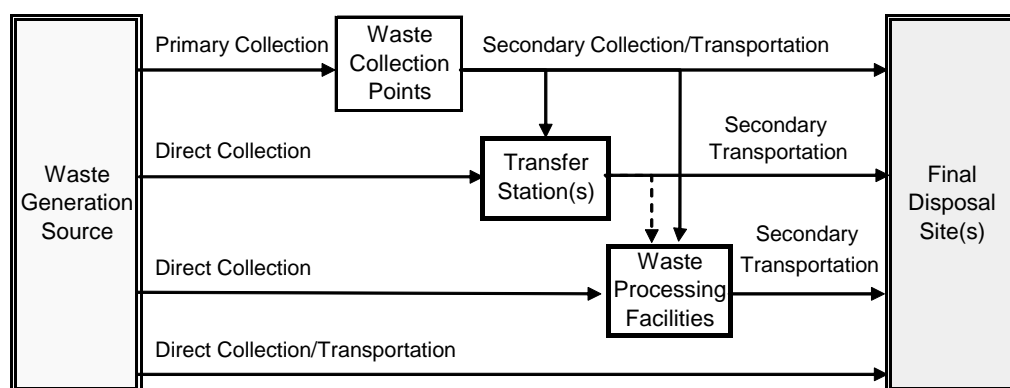 Primary Collection
Waste
Collection
Points
Secondary Collection/Transportation
Waste
Generation
Source
Direct Collection
Transfer
Station(s)
Secondary
Transportation
Final
Disposal
Site(s)
Direct Collection
Waste
Processing
Facilities
Secondary
Transportation
Direct Collection/Transportation